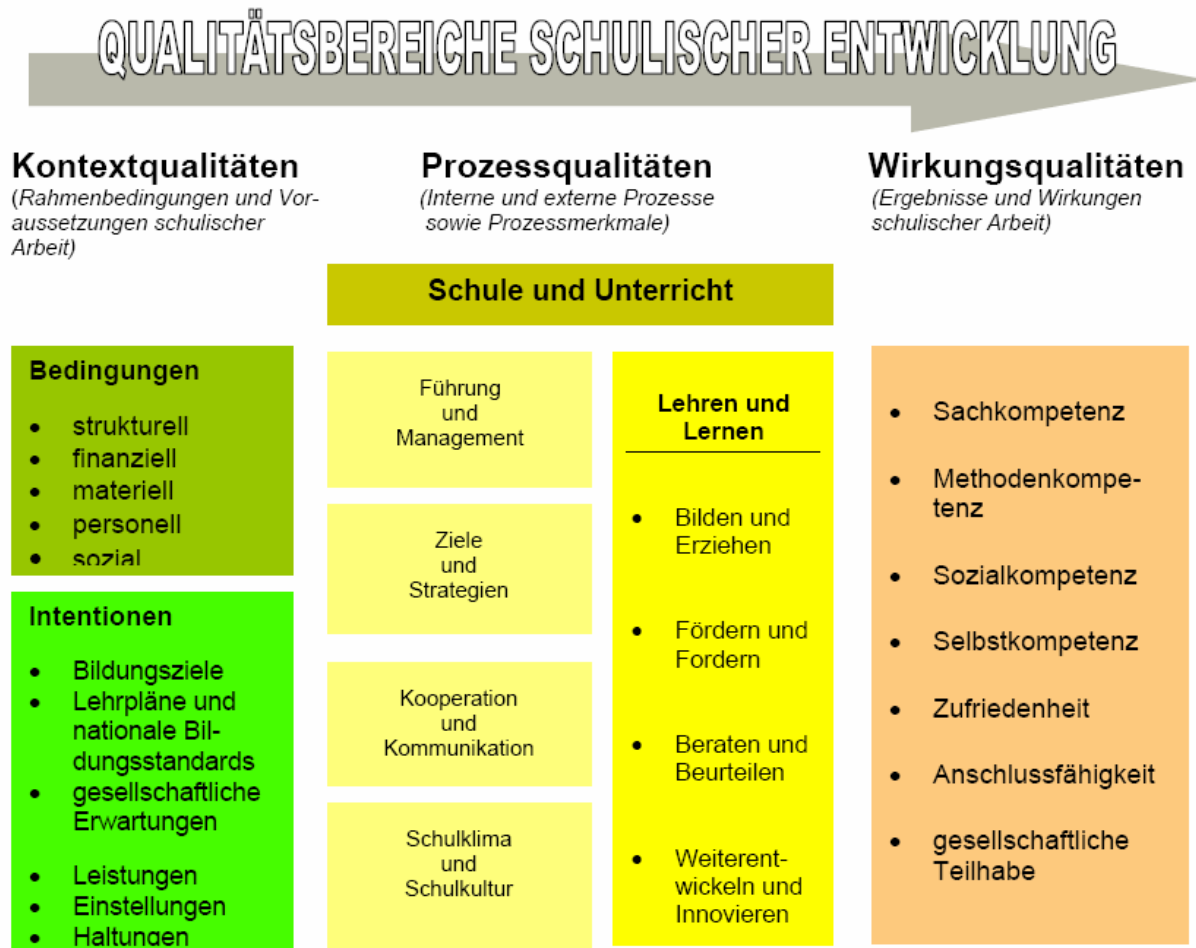 QUALITÄTSBEREICHE SCHULISCHER ENTWICKLUNG
Kontextqualitäten
(Rahmenbedingungen und Vor-
aussetzungen schulischer
Arbeit)
Prozessqualitäten
(Interne und externe Prozesse
sowie Prozessmerkmale)
Wirkungsqualitäten
(Ergebnisse und Wirkungen
schulischer Arbeit)
Schule und Unterricht
Bedingungen
• strukturell
• finanziell
• materiell
• personell
• sozial
Intentionen
• Bildungsziele
• Lehrpläne und
nationale Bil-
dungsstandards
• gesellschaftliche
Erwartungen
• Leistungen
• Einstellungen
• Haltungen
Führung
und
Management
Ziele
und
Strategien
Kooperation
und
Kommunikation
Schulklima
und
Schulkultur
Lehren und
Lernen
• Bilden und
Erziehen
• Fördern und
Fordern
• Beraten und
Beurteilen
• Weiterent-
wickeln und
Innovieren
• Sachkompetenz
• Methodenkompe-
tenz
• Sozialkompetenz
• Selbstkompetenz
• Zufriedenheit
• Anschlussfähigkeit
• gesellschaftliche
Teilhabe